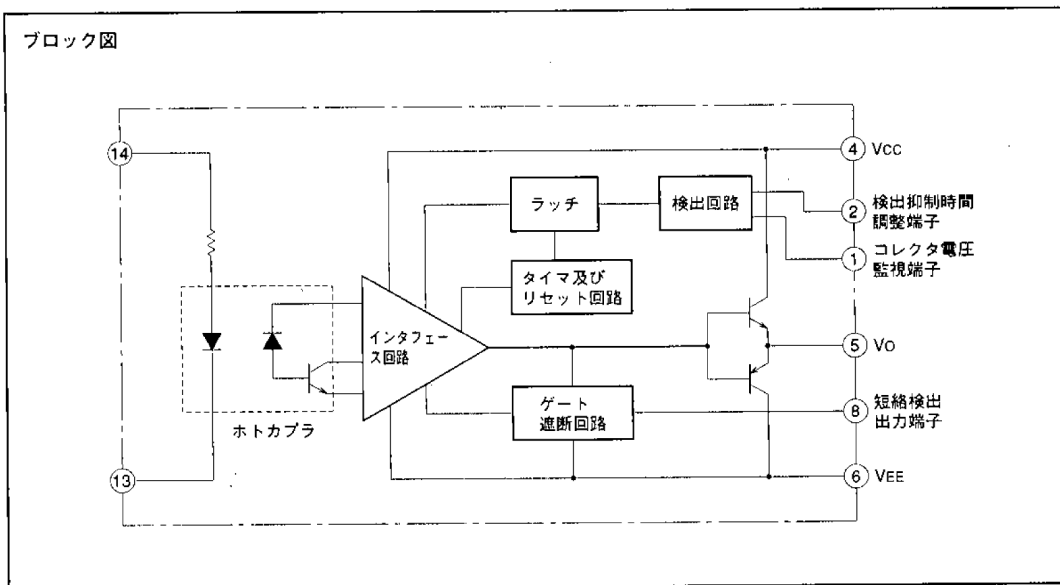 ブロック図
14
4 VCC
ラッチ
検出回路
2 検出抑制時間
調整端子
1 コレクタ電圧
監視端子
タイマ及び
リセット回路
インタフェー
ス回路
5 VO
ゲート
遮断回路
8 短絡検出
出力端子
ホトカプラ
13
6 VEE